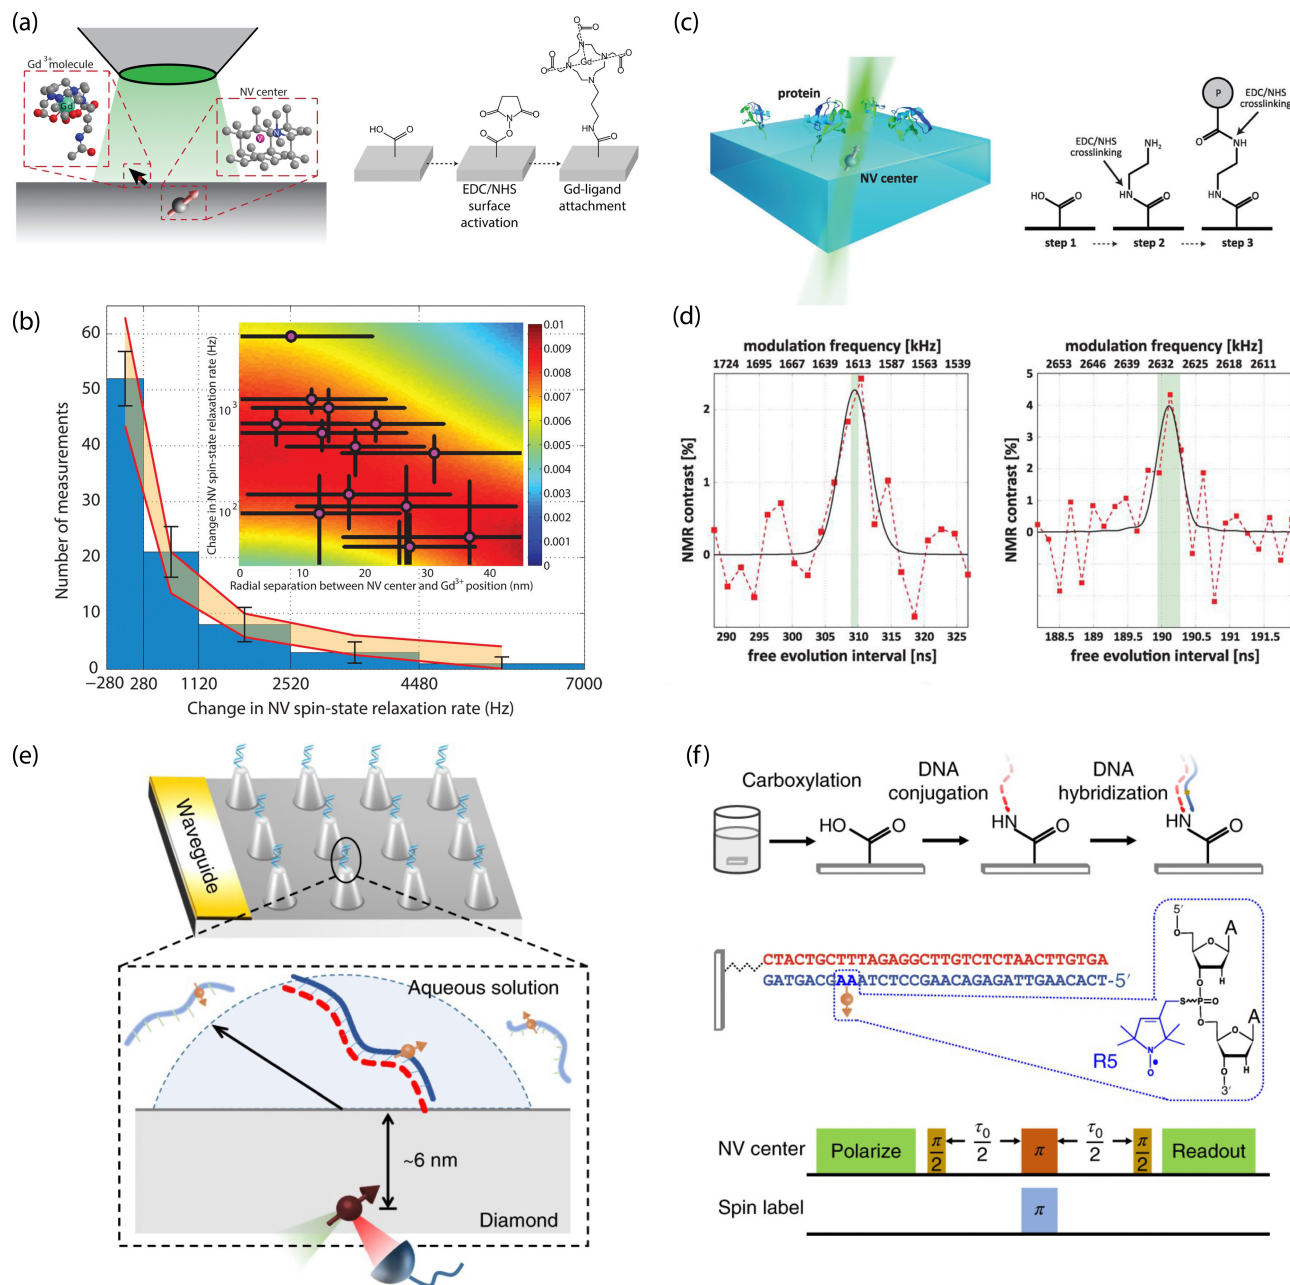 (a)
Gd 3+molecule
Gd
NV center
V
N
HO
O
O
N
O
O
O
EDC/NHS
surface
activation
O
O
O
O
N
N
N
N
Gd
O
O
HN
O
Gd-ligand
attachment
(c)
protein
NV center
HO
O
step 1
EDC/NHS
crosslinking
NH2
HN
O
step 2
P
EDC/NHS
crosslinking
O
NH
HN
O
step 3
(b)
Number of measurements
60
50
40
30
20
10
0
−280
280
1120
2520
4480
7000
Change in NV spin-state relaxation rate (Hz)
Change in NV spin-state relaxation rate (Hz)
10^3
10^2
0
10
20
30
40
Radial separation between NV center and Gd3+ position (nm)
0.01
0.009
0.008
0.007
0.006
0.005
0.004
0.003
0.002
0.001
0
(d)
modulation frequency [kHz]
1724 1695 1667 1639 1613 1587 1563 1539
NMR contrast [%]
2
1
0
290 295 300 305 310 315 320 325
free evolution interval [ns]
modulation frequency [kHz]
2653 2646 2639 2632 2625 2618 2611
NMR contrast [%]
5
4
3
2
1
0
-1
-2
188.5 189 189.5 190 190.5 191 191.5
free evolution interval [ns]
(e)
Waveguide
Aqueous solution
~6 nm
Diamond
(f)
Carboxylation
DNA
conjugation
DNA
hybridization
HO
O
HN
O
HN
O
CTACTGCTTTAGAGGCTTGTCTCTAACTTGTGA
GATGACGAAATCTCCGAACAGAGATTGAACACT-5′
5′
O
O
A
H
O
S
P
O
O
O
A
H
O
3′
N
O
R5
NV center
Polarize
π/2
τ0/2
π
τ0/2
π/2
Readout
Spin label
π